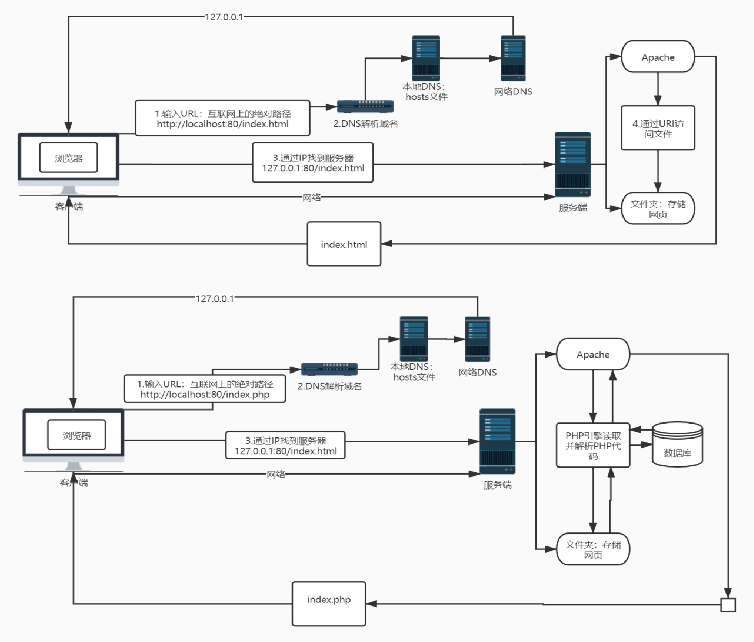 127.0.0.1
Apache
本地DNS：
hosts文件
网络DNS
1.输入URL：互联网上的绝对路径
http://localhost:80/index.html
2.DNS解析域名
4.通过URI访
问文件
浏览器
3.通过IP找到服务器
127.0.0.1:80/index.html
网络
客户端
服务端
文件夹：存储
网页
index.html
127.0.0.1
本地DNS：
hosts文件
网络DNS
Apache
1.输入URL：互联网上的绝对路径
http://localhost:80/index.php
2.DNS解析域名
浏览器
3.通过IP找到服务器
127.0.0.1:80/index.html
PHP引擎读取
并解析PHP代
码
数据库
网络
客户端
服务端
文件夹：存储
网页
index.php